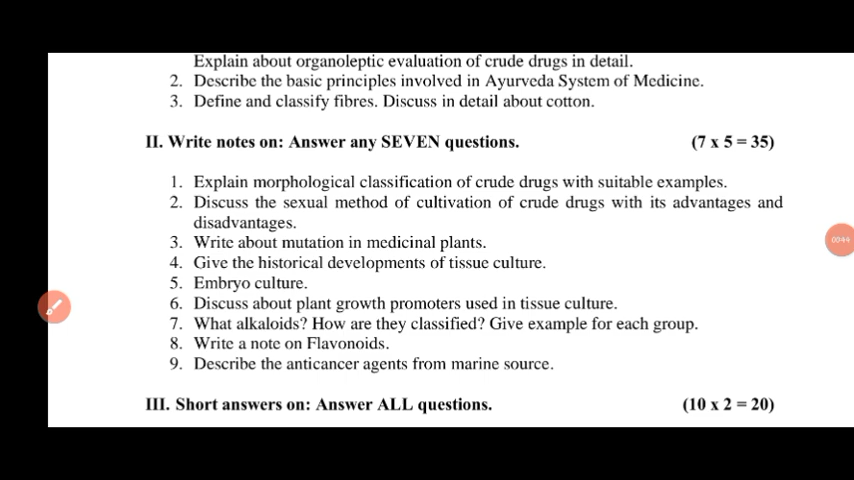 Explain about organoleptic evaluation of crude drugs in detail.
2. Describe the basic principles involved in Ayurveda System of Medicine.
3. Define and classify fibres. Discuss in detail about cotton.
II. Write notes on: Answer any SEVEN questions. (7 x 5 = 35)
1. Explain morphological classification of crude drugs with suitable examples.
2. Discuss the sexual method of cultivation of crude drugs with its advantages and
disadvantages.
3. Write about mutation in medicinal plants.
4. Give the historical developments of tissue culture.
5. Embryo culture.
6. Discuss about plant growth promoters used in tissue culture.
7. What alkaloids? How are they classified? Give example for each group.
8. Write a note on Flavonoids.
9. Describe the anticancer agents from marine source.
III. Short answers on: Answer ALL questions. (10 x 2 = 20)
00:44